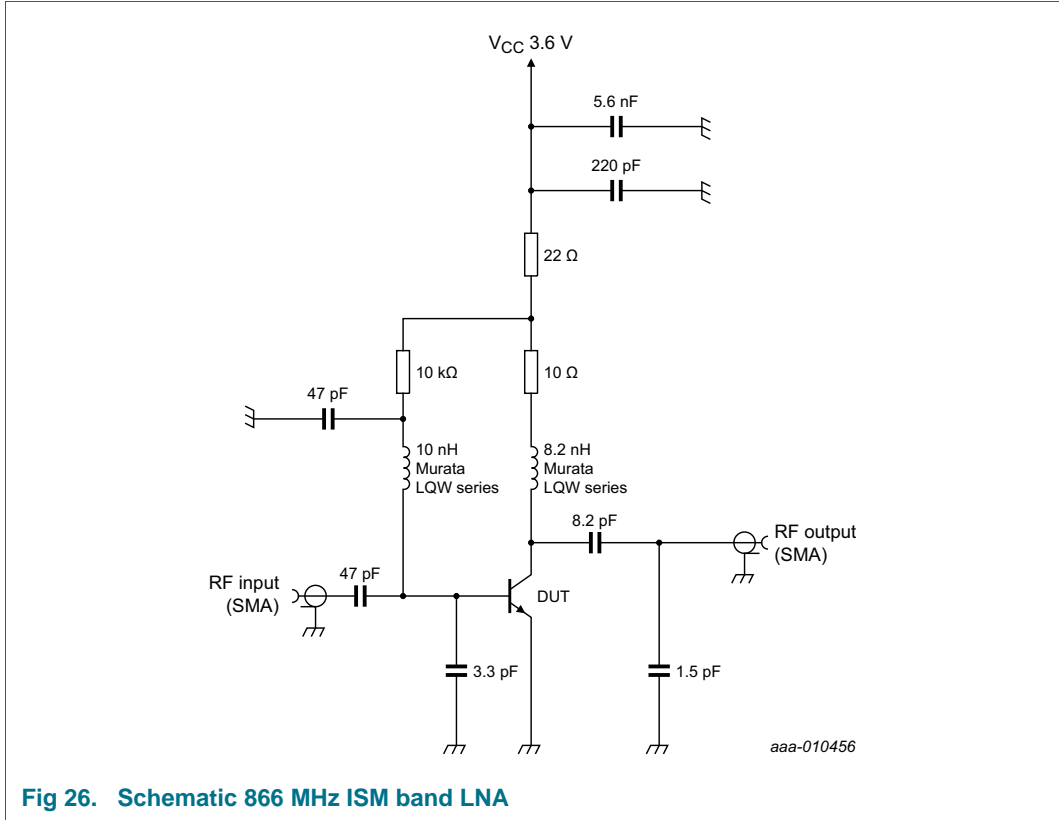 V_CC 3.6 V
5.6 nF
220 pF
22 Ω
10 kΩ
10 Ω
47 pF
10 nH
Murata
LQW series
8.2 nH
Murata
LQW series
8.2 pF
RF output
(SMA)
RF input
(SMA)
47 pF
DUT
3.3 pF
1.5 pF
aaa-010456
Fig 26. Schematic 866 MHz ISM band LNA